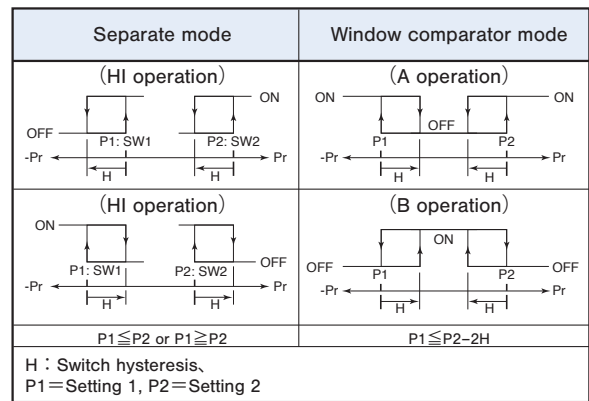 Separate mode
Window comparator mode
(HI operation)
ON
OFF
P1: SW1
P2: SW2
-Pr
Pr
H
H
(A operation)
ON
ON
OFF
P1
P2
-Pr
Pr
H
H
(HI operation)
ON
P1: SW1
P2: SW2
OFF
-Pr
Pr
H
H
(B operation)
ON
OFF
P1
P2
OFF
-Pr
Pr
H
H
P1≦P2 or P1≧P2
P1≦P2−2H
H：Switch hysteresis、
P1＝Setting 1, P2＝Setting 2